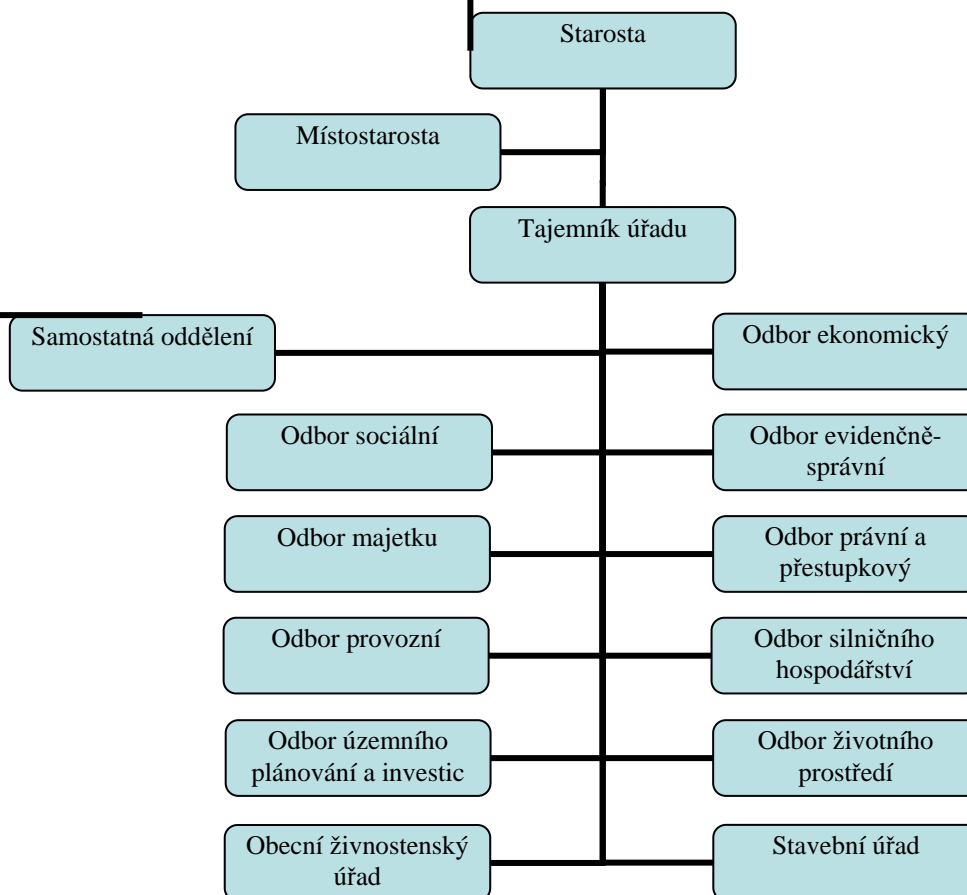 Starosta
Místostarosta
Tajemník úřadu
Samostatná oddělení
Odbor ekonomický
Odbor sociální
Odbor evidenčně-
správní
Odbor majetku
Odbor právní a
přestupkový
Odbor provozní
Odbor silničního
hospodářství
Odbor územního
plánování a investic
Odbor životního
prostředí
Obecní živnostenský
úřad
Stavební úřad